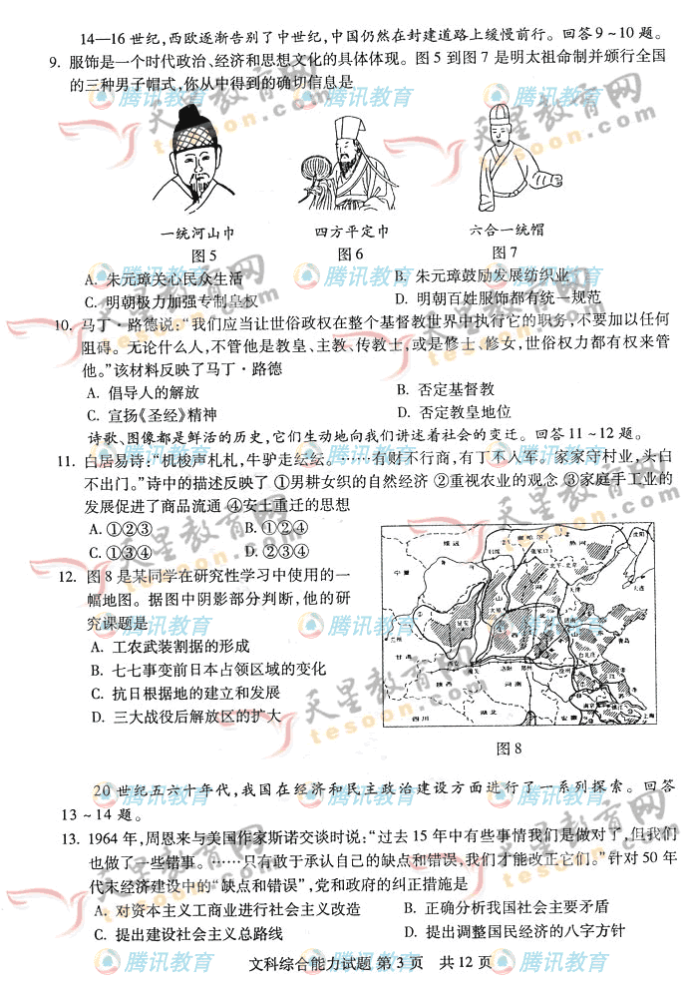 14—16世纪,西欧逐渐告别了中世纪,中国仍然在封建道路上缓慢前行。回答9~10题。
9. 服饰是一个时代政治、经济和思想文化的具体体现。图5到图7是明太祖命制并颁行全国
的三种男子帽式,你从中得到的确切信息是
一统河山巾 四方平定巾 六合一统帽
图5 图6 图7
A. 朱元璋关心民众生活 B. 朱元璋鼓励发展纺织业
C. 明朝极力加强专制皇权 D. 明朝百姓服饰都有统一规范
10. 马丁·路德说:“我们应当让世俗政权在整个基督教世界中执行它的职务,不要加以任何
阻碍。无论什么人,不管他是教皇、主教、传教士,或是修士、修女,世俗权力都有权来管
他。”该材料反映了马丁·路德
A. 倡导人的解放 B. 否定基督教
C. 宣扬《圣经》精神 D. 否定教皇地位
诗歌、图像都是鲜活的历史,它们生动地向我们讲述着社会的变迁。回答11~12题。
11. 白居易诗:“机梭声札札,牛驴走纭纭。……有财不行商,有丁不入军。家家守村业,头白
不出门。”诗中的描述反映了 ①男耕女织的自然经济 ②重视农业的观念 ③家庭手工业的
发展促进了商品流通 ④安土重迁的思想
A. ①②③ B. ①②④
C. ①③④ D. ②③④
12. 图8是某同学在研究性学习中使用的一
幅地图。据图中阴影部分判断,他的研
究课题是
A. 工农武装割据的形成
B. 七七事变前日本占领区域的变化
C. 抗日根据地的建立和发展
D. 三大战役后解放区的扩大
图8
20世纪五六十年代,我国在经济和民主政治建设方面进行了一系列探索。回答
13~14题。
13. 1964年,周恩来与美国作家斯诺交谈时说:“过去15年中有些事情我们是做对了,但我们
也做了一些错事。……只有敢于承认自己的缺点和错误,我们才能改正它们。”针对50年
代末经济建设中的“缺点和错误”,党和政府的纠正措施是
A. 对资本主义工商业进行社会主义改造 B. 正确分析我国社会主要矛盾
C. 提出建设社会主义总路线 D. 提出调整国民经济的八字方针
文科综合能力试题 第3页 共12页
天星教育网
tesoon.com
腾讯教育